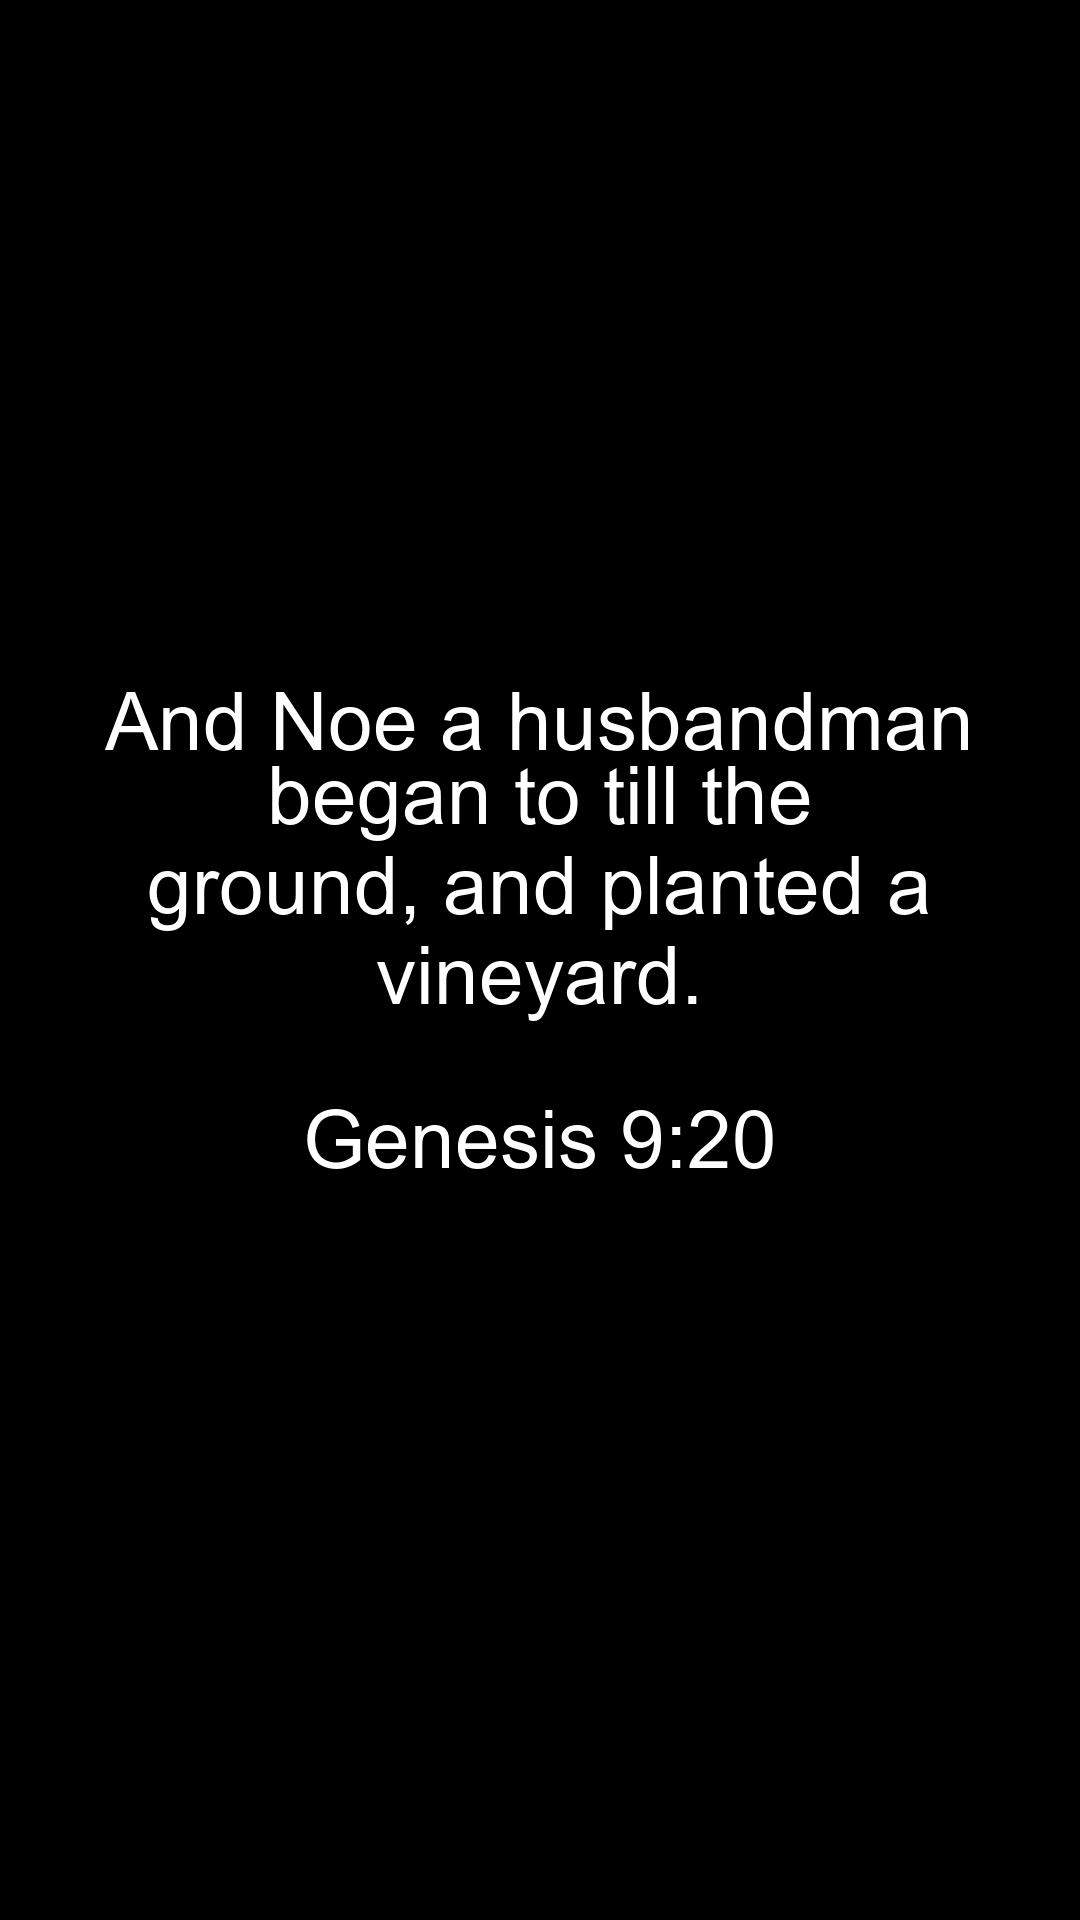 And Noe a husbandman
began to till the
ground, and planted a
vineyard.
Genesis 9:20